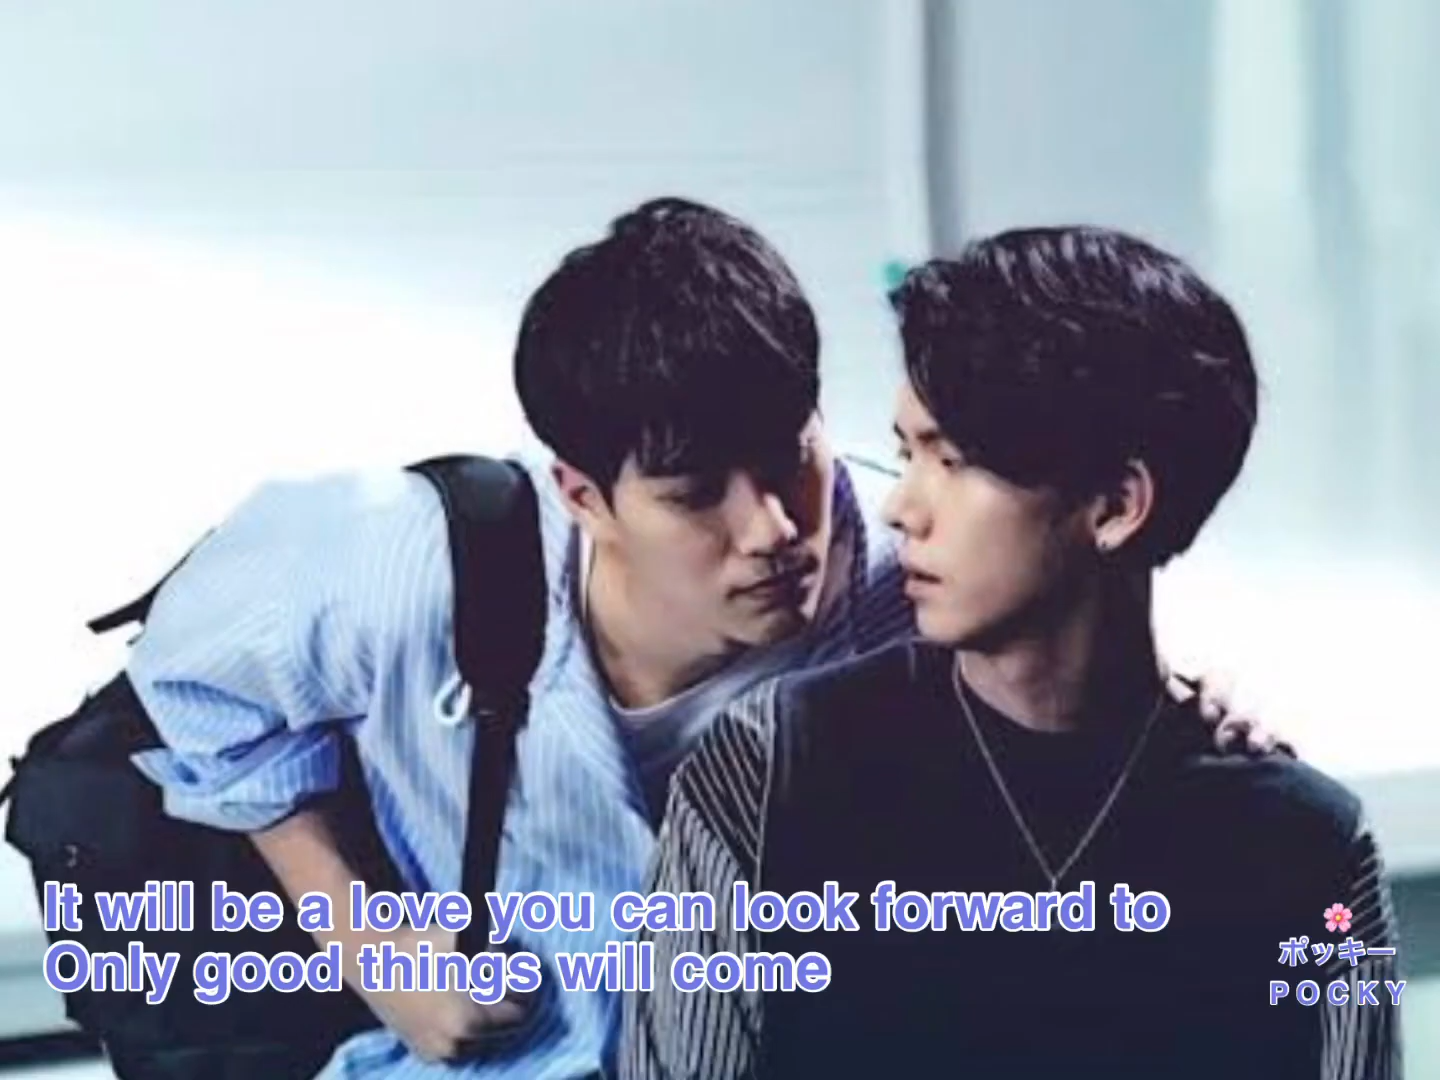 It will be a love you can look forward to
Only good things will come
🌸
ポッキー
POCKY